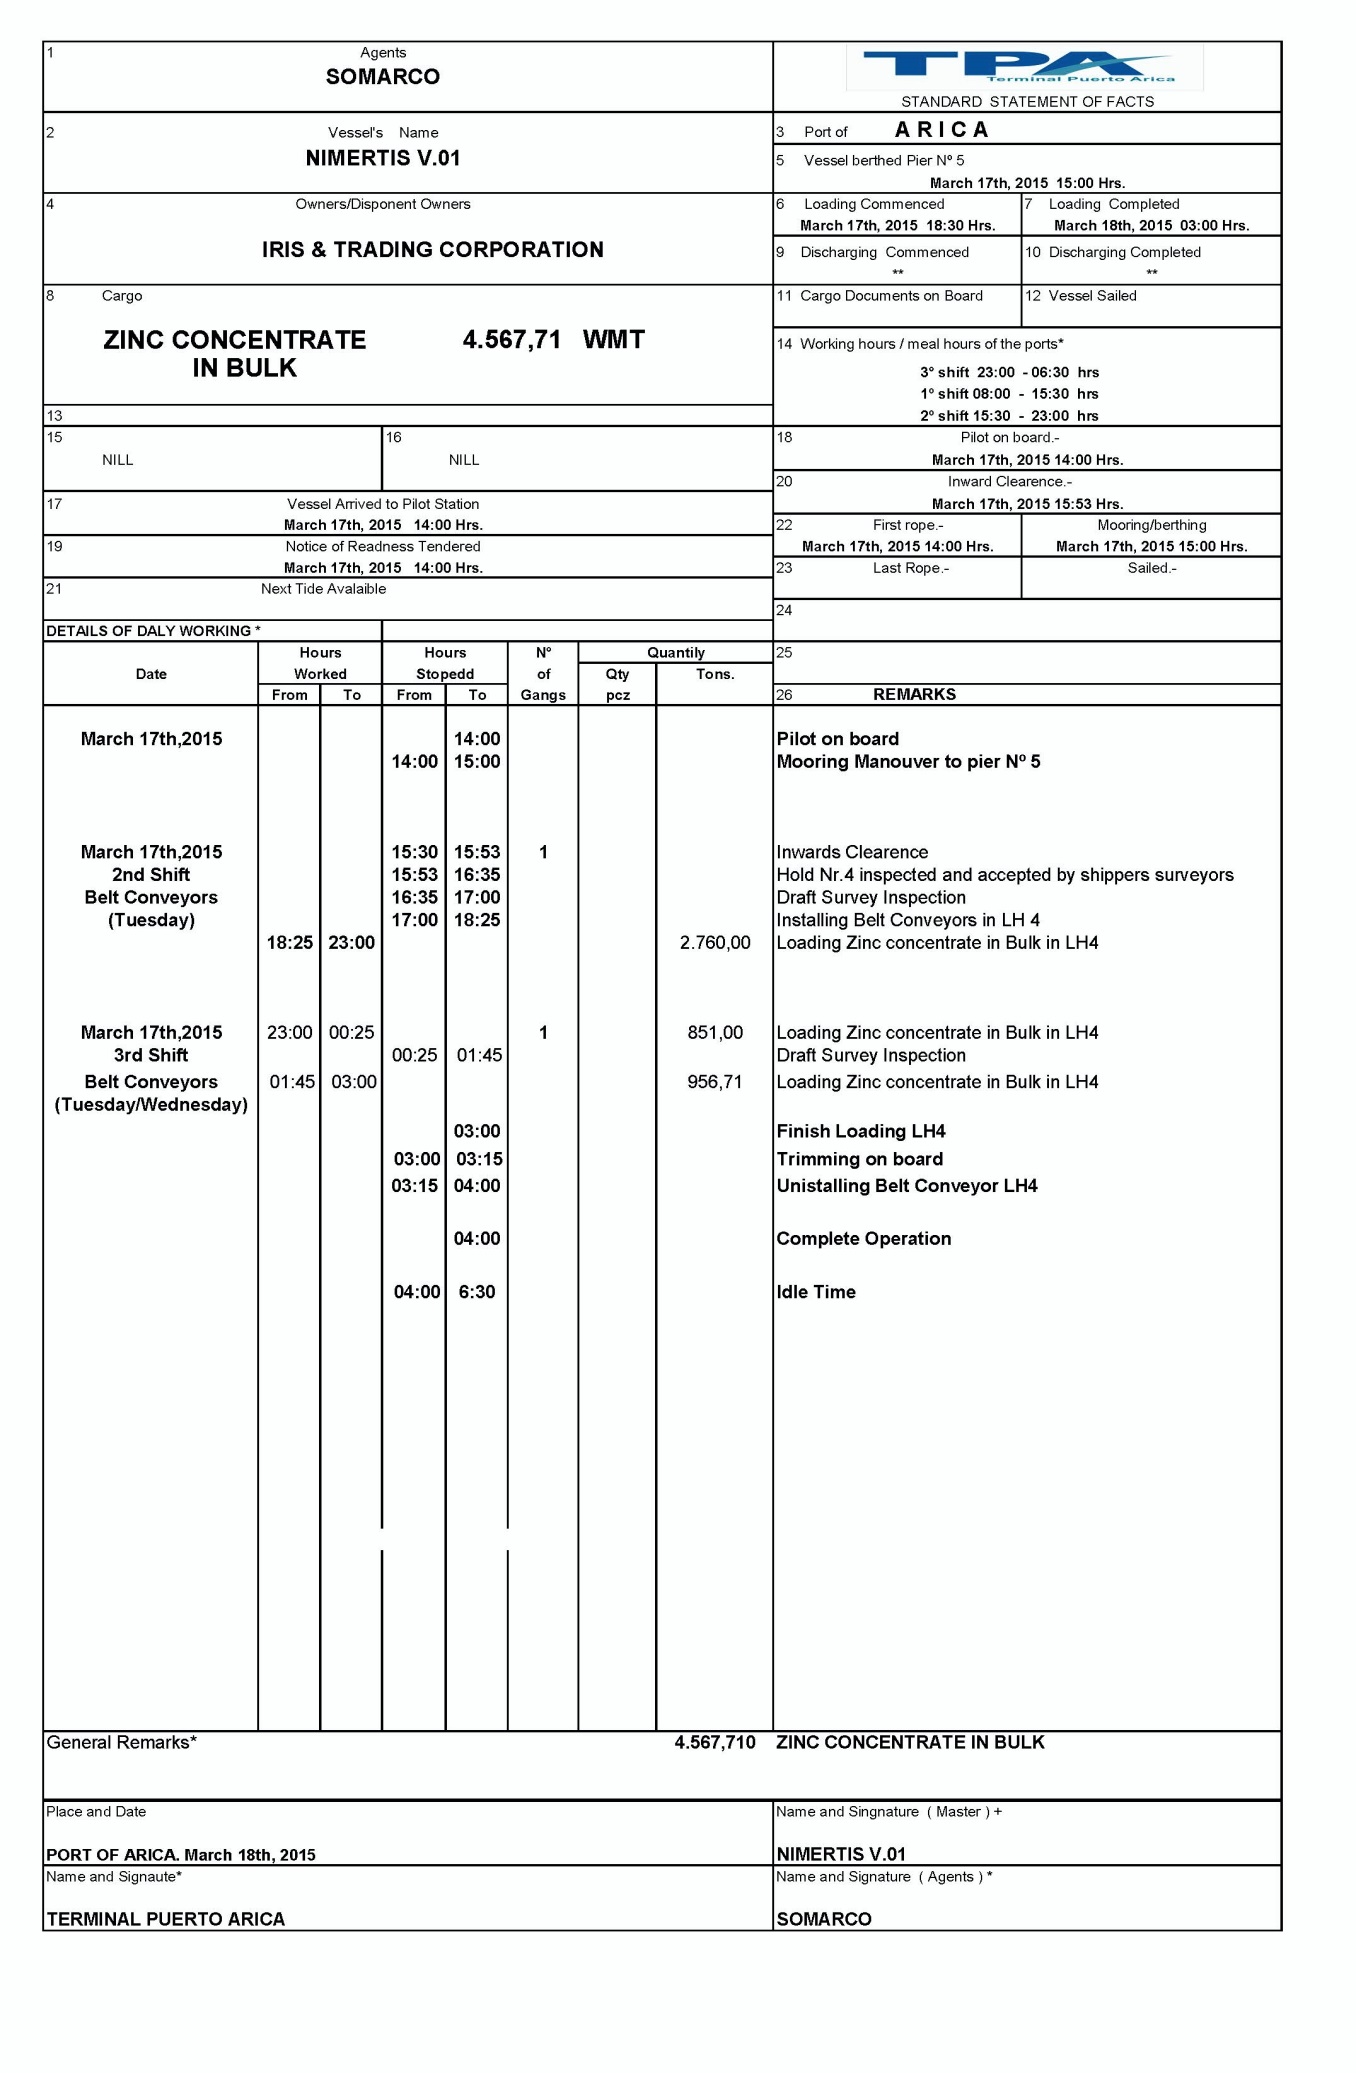 1 Agents
SOMARCO
TPA
Terminal Puerto Arica
STANDARD STATEMENT OF FACTS
2 Vessel's Name
NIMERTIS V.01
3 Port of A R I C A
5 Vessel berthed Pier Nº 5
March 17th, 2015 15:00 Hrs.
4 Owners/Disponent Owners
IRIS & TRADING CORPORATION
6 Loading Commenced
March 17th, 2015 18:30 Hrs.
7 Loading Completed
March 18th, 2015 03:00 Hrs.
9 Discharging Commenced
**
10 Discharging Completed
**
8 Cargo
ZINC CONCENTRATE 4.567,71 WMT
IN BULK
11 Cargo Documents on Board
12 Vessel Sailed
14 Working hours / meal hours of the ports*
3º shift 23:00 - 06:30 hrs
1º shift 08:00 - 15:30 hrs
2º shift 15:30 - 23:00 hrs
13
15
NILL
16
NILL
18 Pilot on board.-
March 17th, 2015 14:00 Hrs.
17 Vessel Arrived to Pilot Station
March 17th, 2015 14:00 Hrs.
20 Inward Clearence.-
March 17th, 2015 15:53 Hrs.
19 Notice of Readness Tendered
March 17th, 2015 14:00 Hrs.
22 First rope.-
March 17th, 2015 14:00 Hrs.
Mooring/berthing
March 17th, 2015 15:00 Hrs.
21 Next Tide Avalaible
23 Last Rope.-
Sailed.-
24
DETAILS OF DALY WORKING *
25
Date
Hours
Worked
From To
Hours
Stopedd
From To
Nº
of
Gangs
Quantily
Qty
pcz
Tons.
26 REMARKS
March 17th,2015 14:00 Pilot on board
14:00 15:00 Mooring Manouver to pier Nº 5
March 17th,2015 15:30 15:53 1 Inwards Clearence
2nd Shift 15:53 16:35 Hold Nr.4 inspected and accepted by shippers surveyors
Belt Conveyors 16:35 17:00 Draft Survey Inspection
(Tuesday) 17:00 18:25 Installing Belt Conveyors in LH 4
18:25 23:00 2.760,00 Loading Zinc concentrate in Bulk in LH4
March 17th,2015 23:00 00:25 1 851,00 Loading Zinc concentrate in Bulk in LH4
3rd Shift 00:25 01:45 Draft Survey Inspection
Belt Conveyors 01:45 03:00 956,71 Loading Zinc concentrate in Bulk in LH4
(Tuesday/Wednesday)
03:00 Finish Loading LH4
03:00 03:15 Trimming on board
03:15 04:00 Unistalling Belt Conveyor LH4
04:00 Complete Operation
04:00 6:30 Idle Time
General Remarks* 4.567,710 ZINC CONCENTRATE IN BULK
Place and Date
PORT OF ARICA. March 18th, 2015
Name and Singnature ( Master ) +
NIMERTIS V.01
Name and Signaute*
TERMINAL PUERTO ARICA
Name and Signature ( Agents ) *
SOMARCO